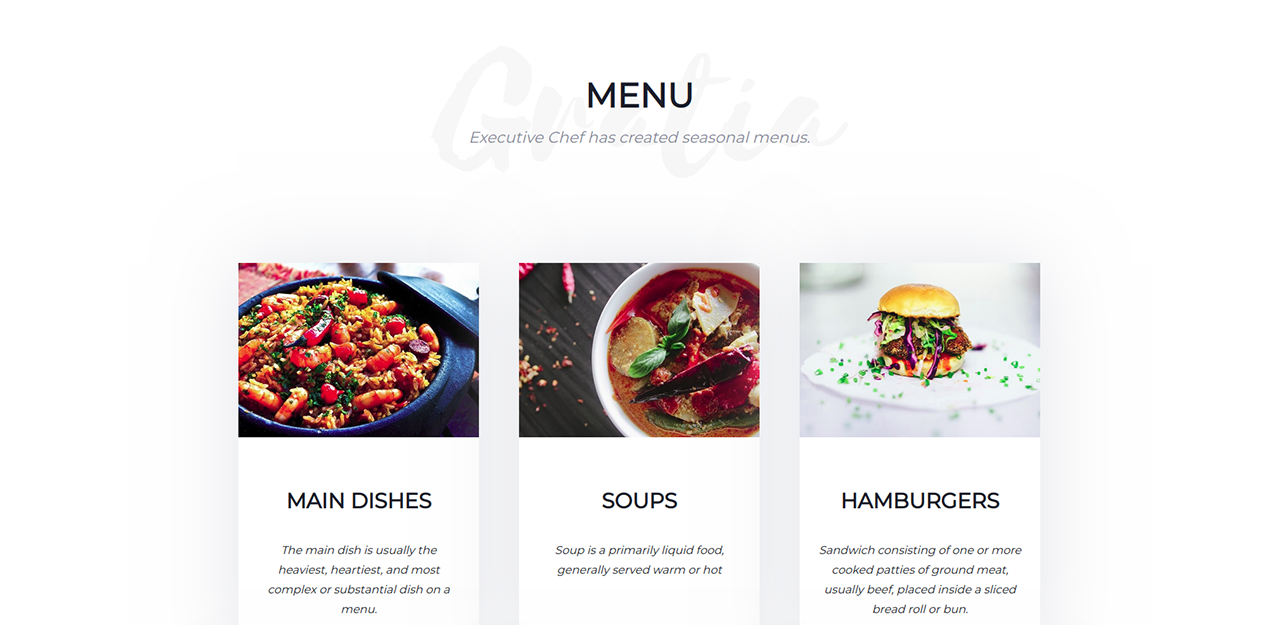 Gratia
MENU
Executive Chef has created seasonal menus.
MAIN DISHES
The main dish is usually the
heaviest, heartiest, and most
complex or substantial dish on a
menu.
SOUPS
Soup is a primarily liquid food,
generally served warm or hot
HAMBURGERS
Sandwich consisting of one or more
cooked patties of ground meat,
usually beef, placed inside a sliced
bread roll or bun.